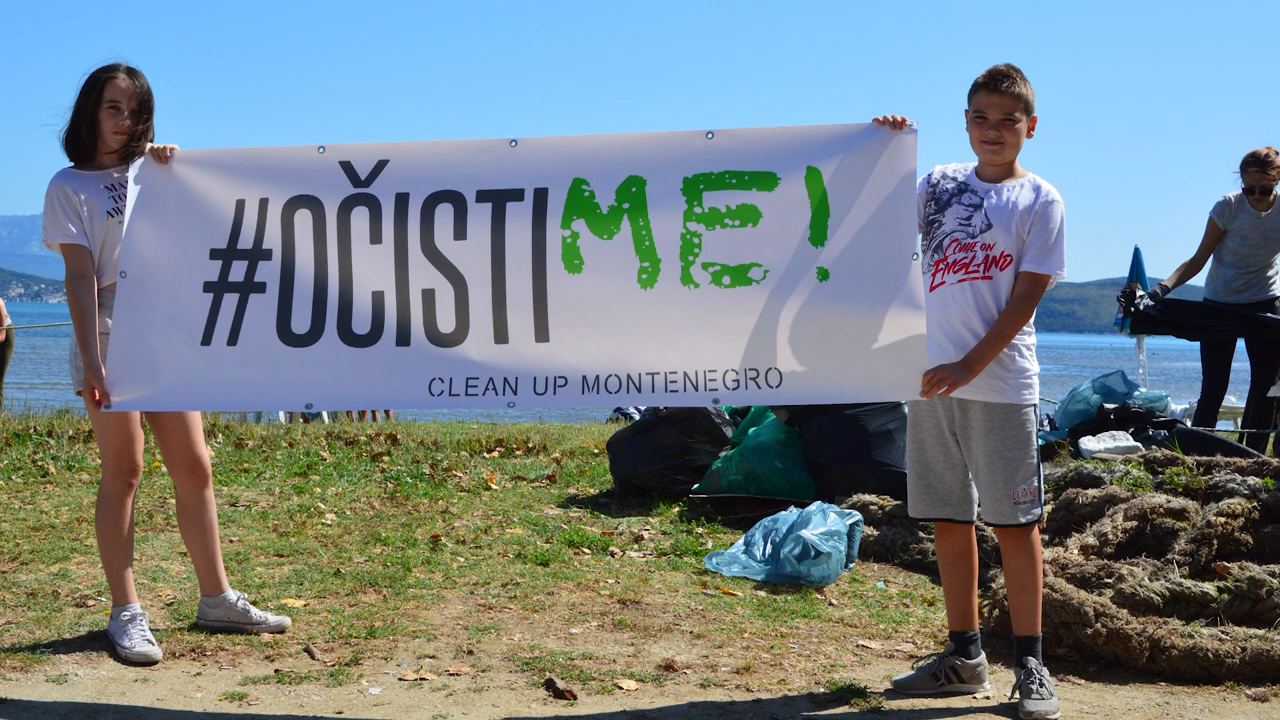 #OČISTIME!
CLEAN UP MONTENEGRO
COME ON
ENGLAND